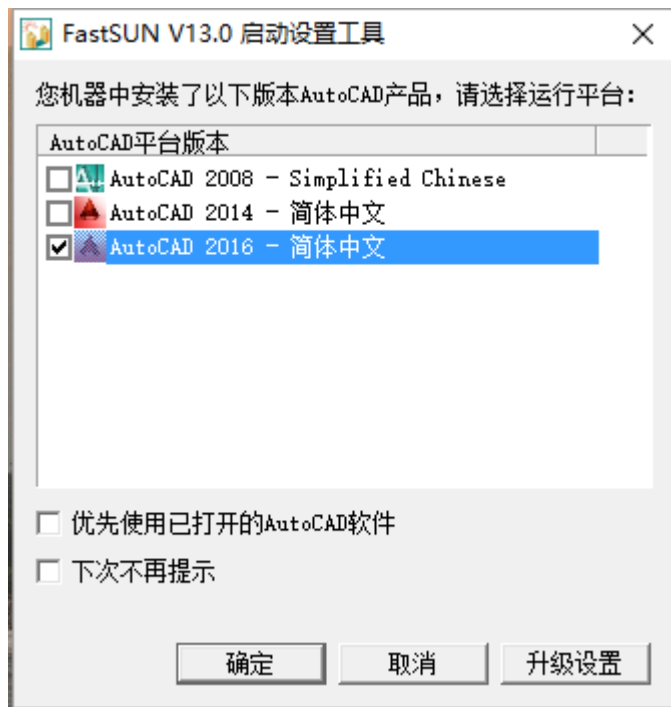 FastSUN V13.0 启动设置工具
您机器中安装了以下版本AutoCAD产品，请选择运行平台：
AutoCAD平台版本
AutoCAD 2008 - Simplified Chinese
AutoCAD 2014 - 简体中文
AutoCAD 2016 - 简体中文
优先使用已打开的AutoCAD软件
下次不再提示
确定 取消 升级设置